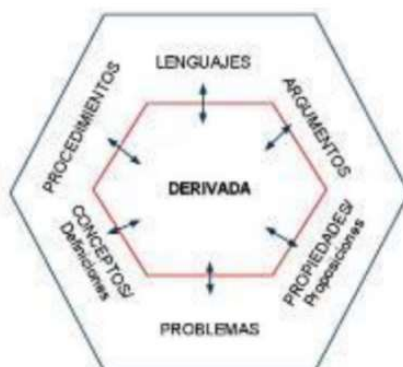 LENGUAJES
PROCEDIMIENTOS
ARGUMENTOS
DERIVADA
CONCEPTOS/
Definiciones
PROPIEDADES/
Proposiciones
PROBLEMAS